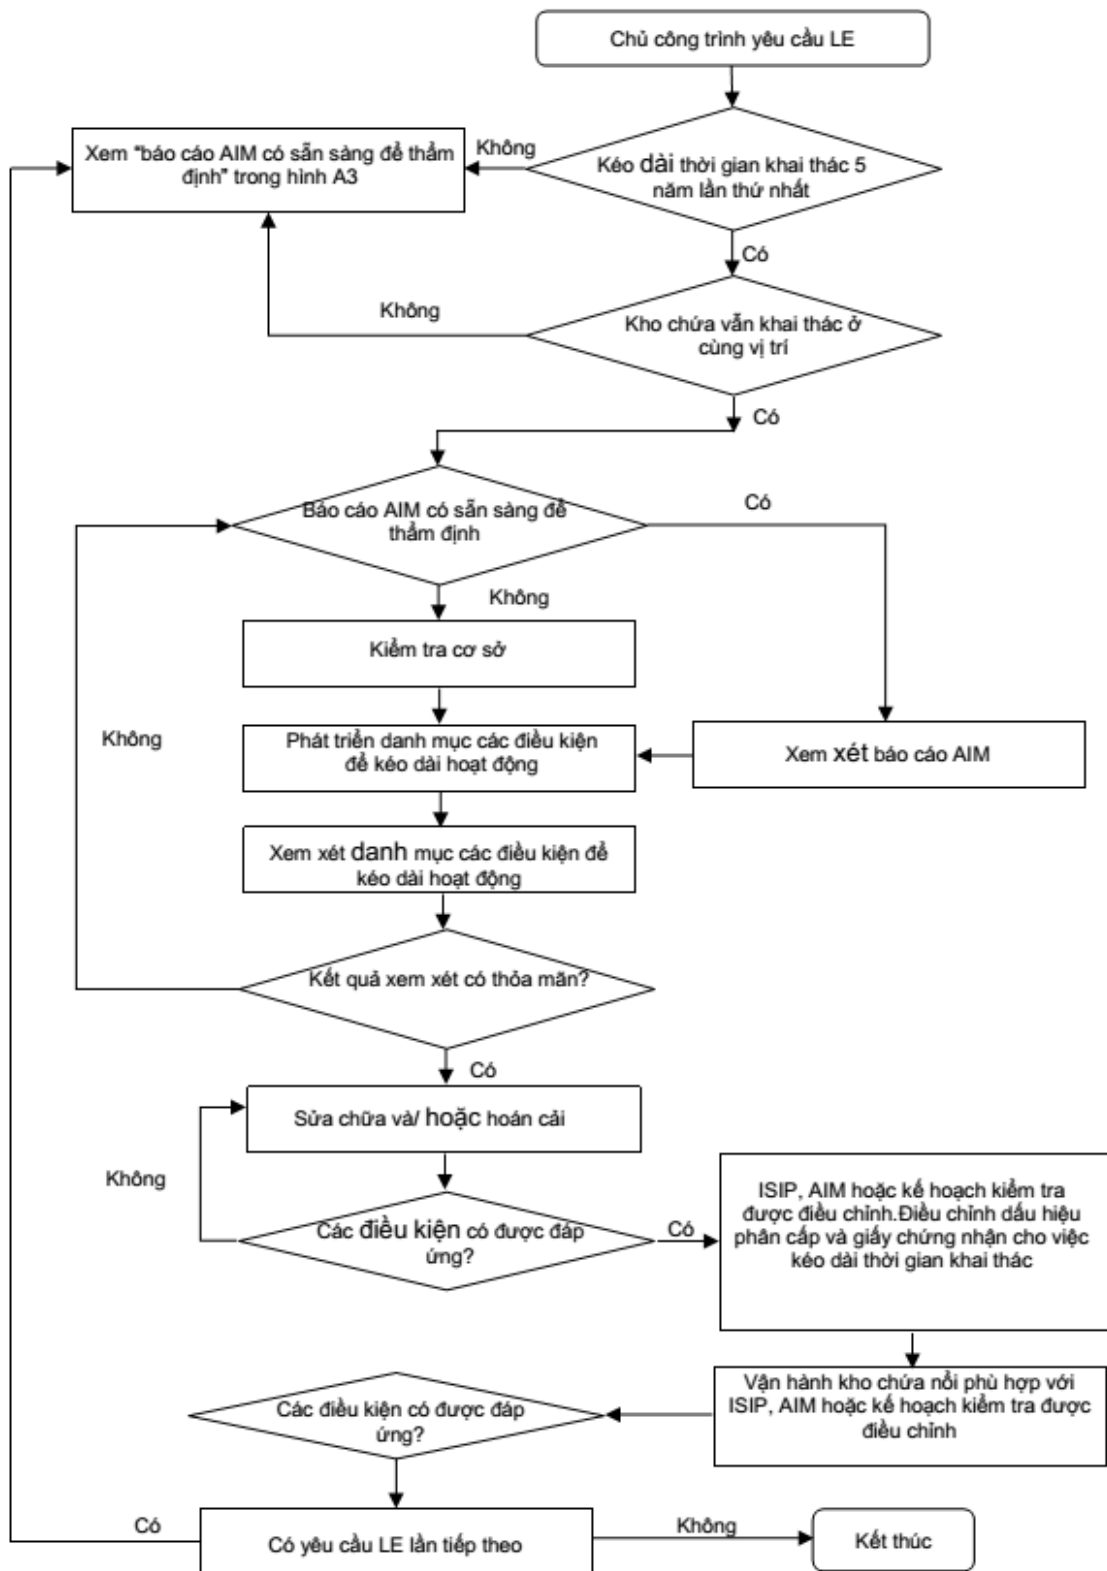 Chủ công trình yêu cầu LE
Xem "báo cáo AIM có sẵn sàng để thẩm
định" trong hình A3
Không
Kéo dài thời gian khai thác 5
năm lần thứ nhất
Có
Không
Kho chứa vẫn khai thác ở
cùng vị trí
Có
Báo cáo AIM có sẵn sàng để
thẩm định
Có
Không
Kiểm tra cơ sở
Không
Phát triển danh mục các điều kiện
để kéo dài hoạt động
Xem xét báo cáo AIM
Xem xét danh mục các điều kiện để
kéo dài hoạt động
Kết quả xem xét có thỏa mãn?
Có
Sửa chữa và/ hoặc hoán cải
Không
Các điều kiện có được đáp
ứng?
Có
ISIP, AIM hoặc kế hoạch kiểm tra
được điều chỉnh.Điều chỉnh dấu hiệu
phân cấp và giấy chứng nhận cho việc
kéo dài thời gian khai thác
Vận hành kho chứa nổi phù hợp với
ISIP, AIM hoặc kế hoạch kiểm tra được
điều chỉnh
Các điều kiện có được đáp
ứng?
Có
Có yêu cầu LE lần tiếp theo
Không
Kết thúc